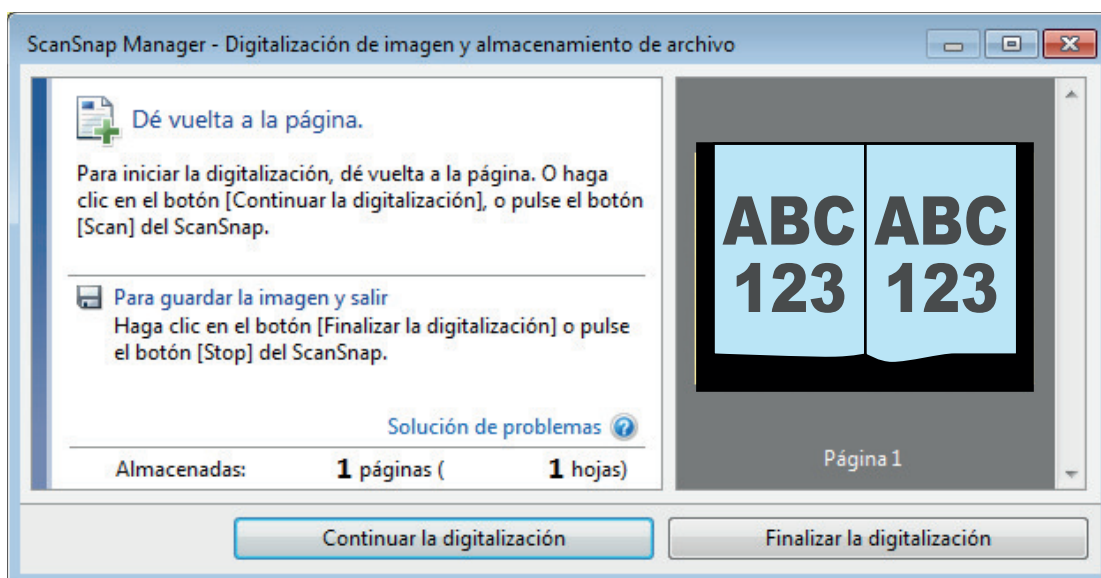 ScanSnap Manager - Digitalización de imagen y almacenamiento de archivo
Dé vuelta a la página.
Para iniciar la digitalización, dé vuelta a la página. O haga
clic en el botón [Continuar la digitalización], o pulse el botón
[Scan] del ScanSnap.
Para guardar la imagen y salir
Haga clic en el botón [Finalizar la digitalización] o pulse
el botón [Stop] del ScanSnap.
Solución de problemas ?
Almacenadas: 1 páginas ( 1 hojas)
ABC ABC
123 123
Página 1
Continuar la digitalización Finalizar la digitalización